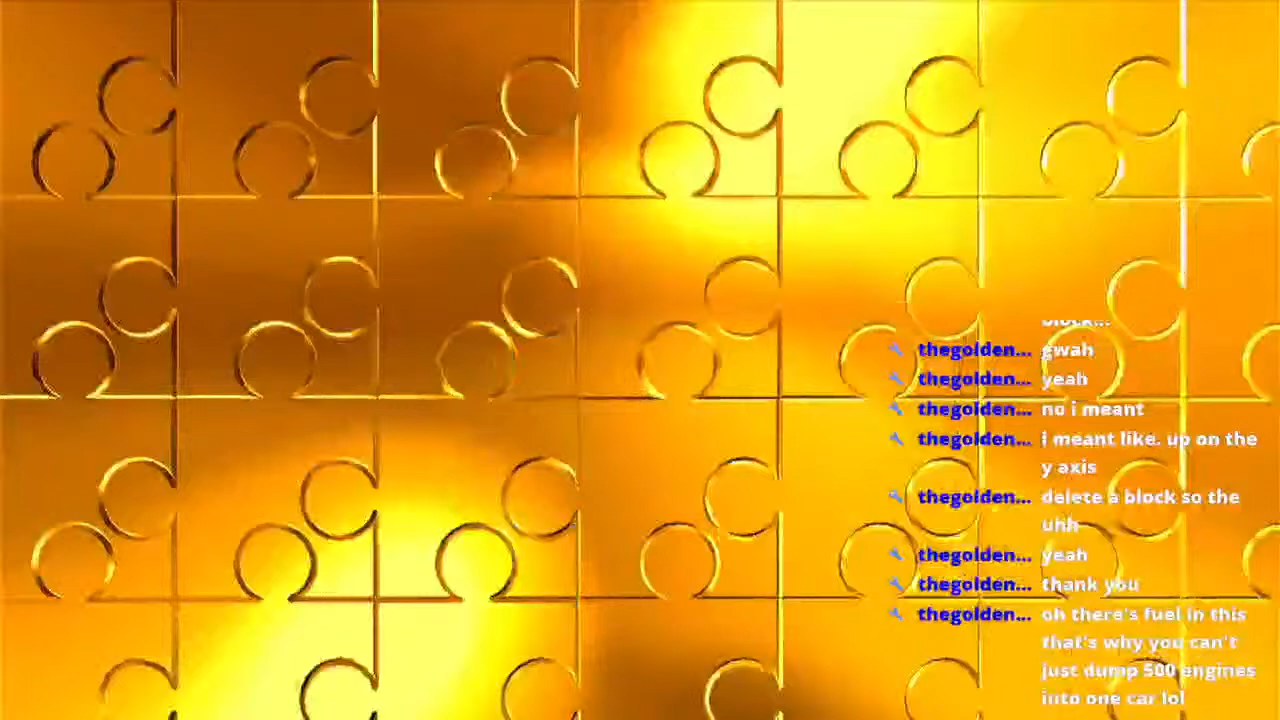 block...
thegolden... gwah
thegolden... yeah
thegolden... no i meant
thegolden... i meant like. up on the
y axis
thegolden... delete a block so the
uhh
thegolden... yeah
thegolden... thank you
thegolden... oh there's fuel in this
that's why you can't
just dump 500 engines
into one car lol